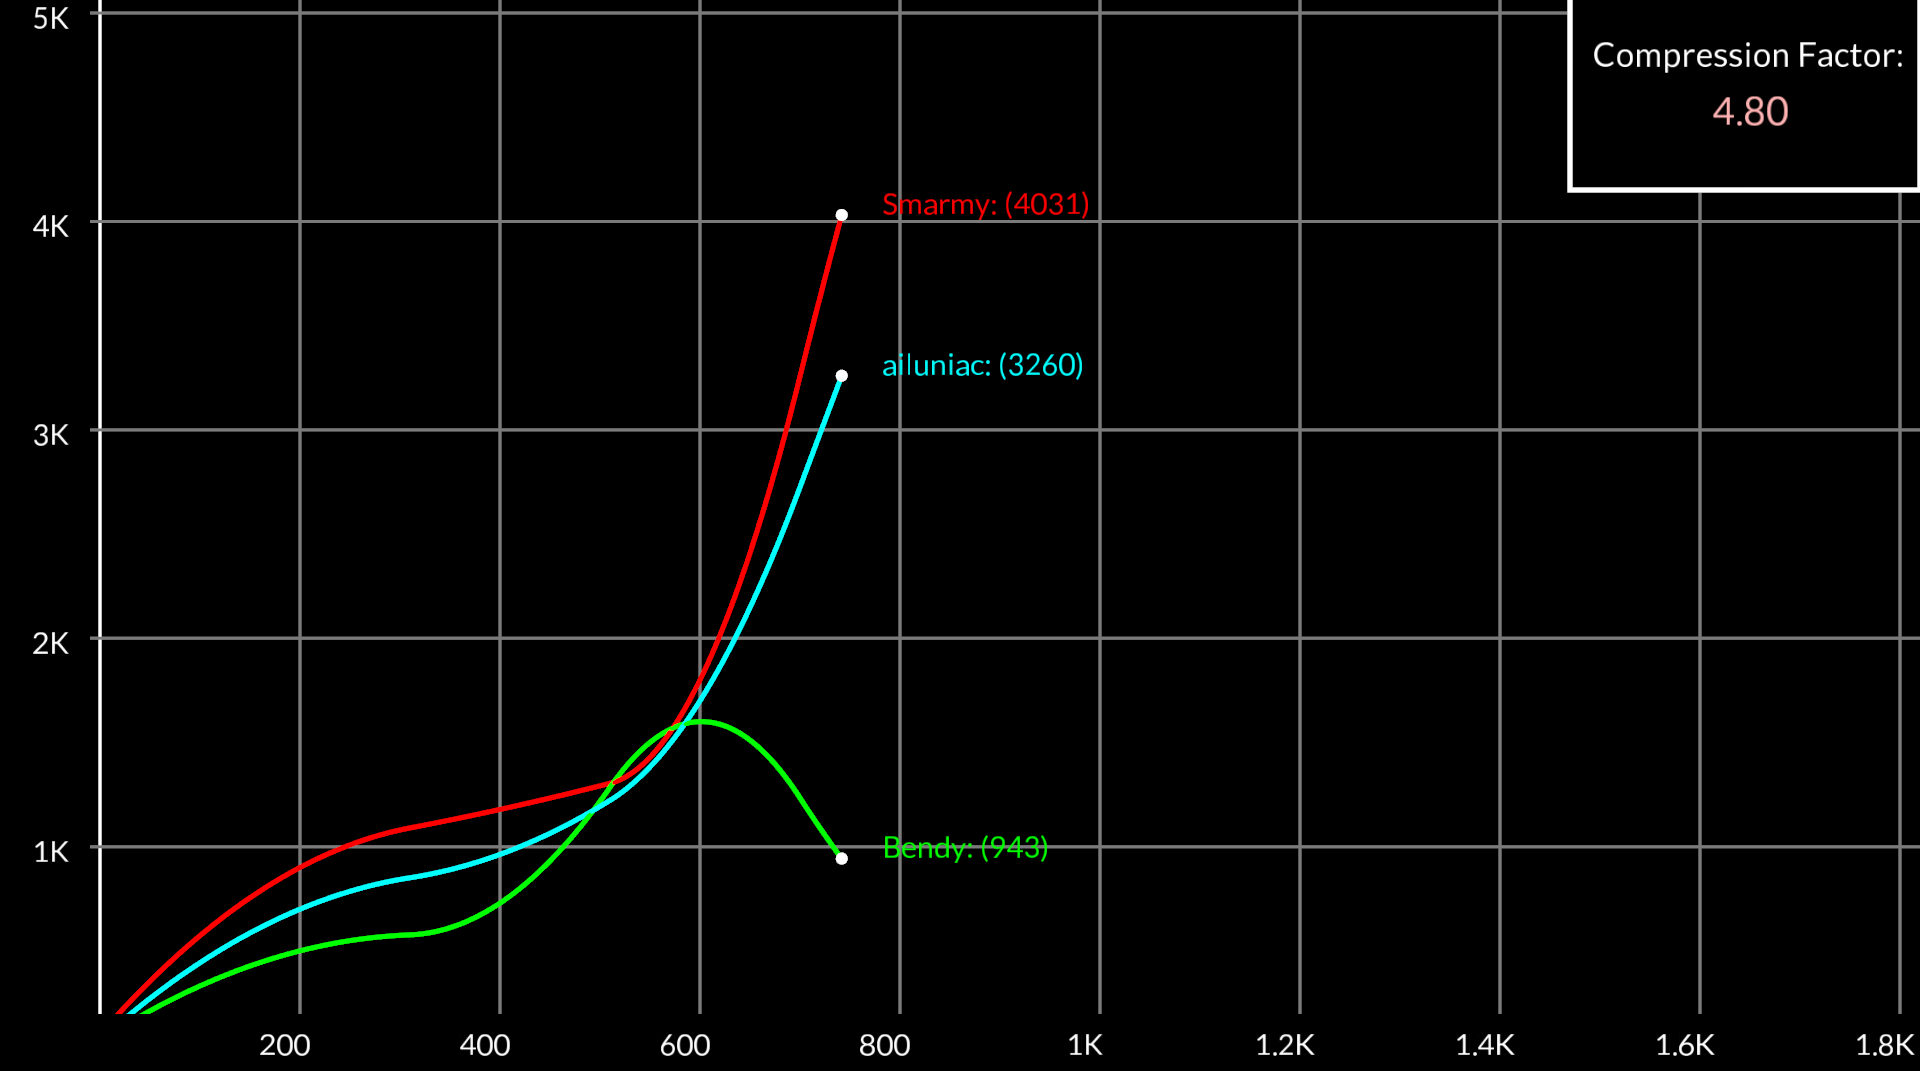 5K
Compression Factor:
4.80
Smarmy: (4031)
4K
ailuniac: (3260)
3K
2K
Bendy: (943)
1K
200 400 600 800 1K 1.2K 1.4K 1.6K 1.8K